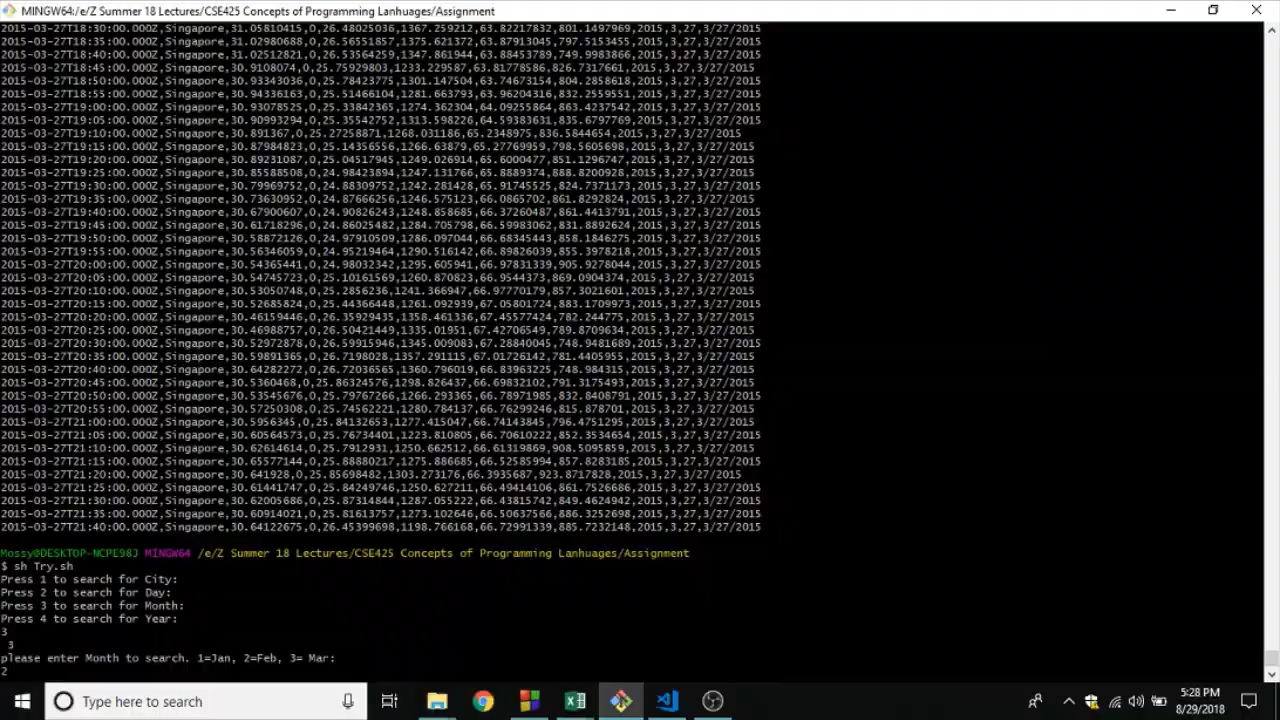 MINGW64:/e/Z Summer 18 Lectures/CSE425 Concepts of Programming Lanhuages/Assignment
2015-03-27T18:30:00.000Z,Singapore,31.05810415,0,26.48025036,1367.259212,63.82217832,801.1497969,2015,3,27,3/27/2015
2015-03-27T18:35:00.000Z,Singapore,31.02980688,0,26.56551857,1375.621372,63.87913045,797.5153455,2015,3,27,3/27/2015
2015-03-27T18:40:00.000Z,Singapore,31.02512821,0,26.53564259,1347.861944,63.88453789,749.9983866,2015,3,27,3/27/2015
2015-03-27T18:45:00.000Z,Singapore,30.9108074,0,25.75929803,1233.229587,63.81778586,826.7317661,2015,3,27,3/27/2015
2015-03-27T18:50:00.000Z,Singapore,30.93343036,0,25.78423775,1301.147504,63.74673154,804.2858618,2015,3,27,3/27/2015
2015-03-27T18:55:00.000Z,Singapore,30.94336163,0,25.51466104,1281.663793,63.96204316,832.2559551,2015,3,27,3/27/2015
2015-03-27T19:00:00.000Z,Singapore,30.93078525,0,25.33842365,1274.362304,64.09255864,863.4237542,2015,3,27,3/27/2015
2015-03-27T19:05:00.000Z,Singapore,30.90993294,0,25.35542752,1313.598226,64.59383631,835.6797769,2015,3,27,3/27/2015
2015-03-27T19:10:00.000Z,Singapore,30.891367,0,25.27258871,1268.031186,65.2348975,836.5844654,2015,3,27,3/27/2015
2015-03-27T19:15:00.000Z,Singapore,30.87984823,0,25.14356556,1266.63879,65.27769959,798.5605698,2015,3,27,3/27/2015
2015-03-27T19:20:00.000Z,Singapore,30.89231087,0,25.04517945,1249.026914,65.6000477,851.1296747,2015,3,27,3/27/2015
2015-03-27T19:25:00.000Z,Singapore,30.85588508,0,24.98423894,1247.131766,65.8889374,888.8200928,2015,3,27,3/27/2015
2015-03-27T19:30:00.000Z,Singapore,30.79969752,0,24.88309752,1242.281428,65.91745525,824.7371173,2015,3,27,3/27/2015
2015-03-27T19:35:00.000Z,Singapore,30.73630952,0,24.87666256,1246.575123,66.0865702,861.8292824,2015,3,27,3/27/2015
2015-03-27T19:40:00.000Z,Singapore,30.67900607,0,24.90826243,1248.858685,66.37260487,861.4413791,2015,3,27,3/27/2015
2015-03-27T19:45:00.000Z,Singapore,30.61718296,0,24.86025482,1284.705798,66.59983062,831.8892624,2015,3,27,3/27/2015
2015-03-27T19:50:00.000Z,Singapore,30.58872126,0,24.97910509,1286.097044,66.68345443,858.1846275,2015,3,27,3/27/2015
2015-03-27T19:55:00.000Z,Singapore,30.56346059,0,24.95219464,1290.516142,66.89826039,855.3978218,2015,3,27,3/27/2015
2015-03-27T20:00:00.000Z,Singapore,30.54365441,0,24.98032342,1295.605941,66.97831339,905.9278044,2015,3,27,3/27/2015
2015-03-27T20:05:00.000Z,Singapore,30.54745723,0,25.10161569,1260.870823,66.9544373,869.0904374,2015,3,27,3/27/2015
2015-03-27T20:10:00.000Z,Singapore,30.53050748,0,25.2856236,1241.366947,66.97770179,857.3021601,2015,3,27,3/27/2015
2015-03-27T20:15:00.000Z,Singapore,30.52685824,0,25.44366448,1261.092939,67.05801724,883.1709973,2015,3,27,3/27/2015
2015-03-27T20:20:00.000Z,Singapore,30.46159446,0,26.35929435,1358.461336,67.45577424,782.244775,2015,3,27,3/27/2015
2015-03-27T20:25:00.000Z,Singapore,30.46988757,0,26.50421449,1335.01951,67.42706549,789.8709634,2015,3,27,3/27/2015
2015-03-27T20:30:00.000Z,Singapore,30.52972878,0,26.59915946,1345.009083,67.28840045,748.9481689,2015,3,27,3/27/2015
2015-03-27T20:35:00.000Z,Singapore,30.59891365,0,26.7198028,1357.291115,67.01726142,781.4405955,2015,3,27,3/27/2015
2015-03-27T20:40:00.000Z,Singapore,30.64282272,0,26.72036565,1360.796019,66.83963225,748.984315,2015,3,27,3/27/2015
2015-03-27T20:45:00.000Z,Singapore,30.5360468,0,25.86324576,1298.826437,66.69832102,791.3175493,2015,3,27,3/27/2015
2015-03-27T20:50:00.000Z,Singapore,30.53545676,0,25.79767266,1266.293365,66.78971985,832.8408791,2015,3,27,3/27/2015
2015-03-27T20:55:00.000Z,Singapore,30.57250308,0,25.74562221,1280.784137,66.76299246,815.878701,2015,3,27,3/27/2015
2015-03-27T21:00:00.000Z,Singapore,30.5956345,0,25.84132653,1277.415047,66.74143845,796.4751295,2015,3,27,3/27/2015
2015-03-27T21:05:00.000Z,Singapore,30.60564573,0,25.76734401,1223.810805,66.70610222,852.3534654,2015,3,27,3/27/2015
2015-03-27T21:10:00.000Z,Singapore,30.62614614,0,25.7912931,1250.662512,66.61319869,908.5095859,2015,3,27,3/27/2015
2015-03-27T21:15:00.000Z,Singapore,30.65577144,0,25.88880217,1275.886685,66.52585994,857.8283185,2015,3,27,3/27/2015
2015-03-27T21:20:00.000Z,Singapore,30.641928,0,25.85698482,1303.273176,66.3935687,923.8717828,2015,3,27,3/27/2015
2015-03-27T21:25:00.000Z,Singapore,30.61441747,0,25.84249746,1250.627211,66.49414106,861.7526686,2015,3,27,3/27/2015
2015-03-27T21:30:00.000Z,Singapore,30.62005686,0,25.87314844,1287.055222,66.43815742,849.4624942,2015,3,27,3/27/2015
2015-03-27T21:35:00.000Z,Singapore,30.60914021,0,25.81613757,1273.102646,66.50637566,886.3252698,2015,3,27,3/27/2015
2015-03-27T21:40:00.000Z,Singapore,30.64122675,0,26.45399698,1198.766168,66.72991339,885.7232148,2015,3,27,3/27/2015
Mossy@DESKTOP-NCPE98J MINGW64 /e/Z Summer 18 Lectures/CSE425 Concepts of Programming Lanhuages/Assignment
$ sh Try.sh
Press 1 to search for City:
Press 2 to search for Day:
Press 3 to search for Month:
Press 4 to search for Year:
3
3
please enter Month to search. 1=Jan, 2=Feb, 3= Mar:
2
Type here to search
5:28 PM
8/29/2018